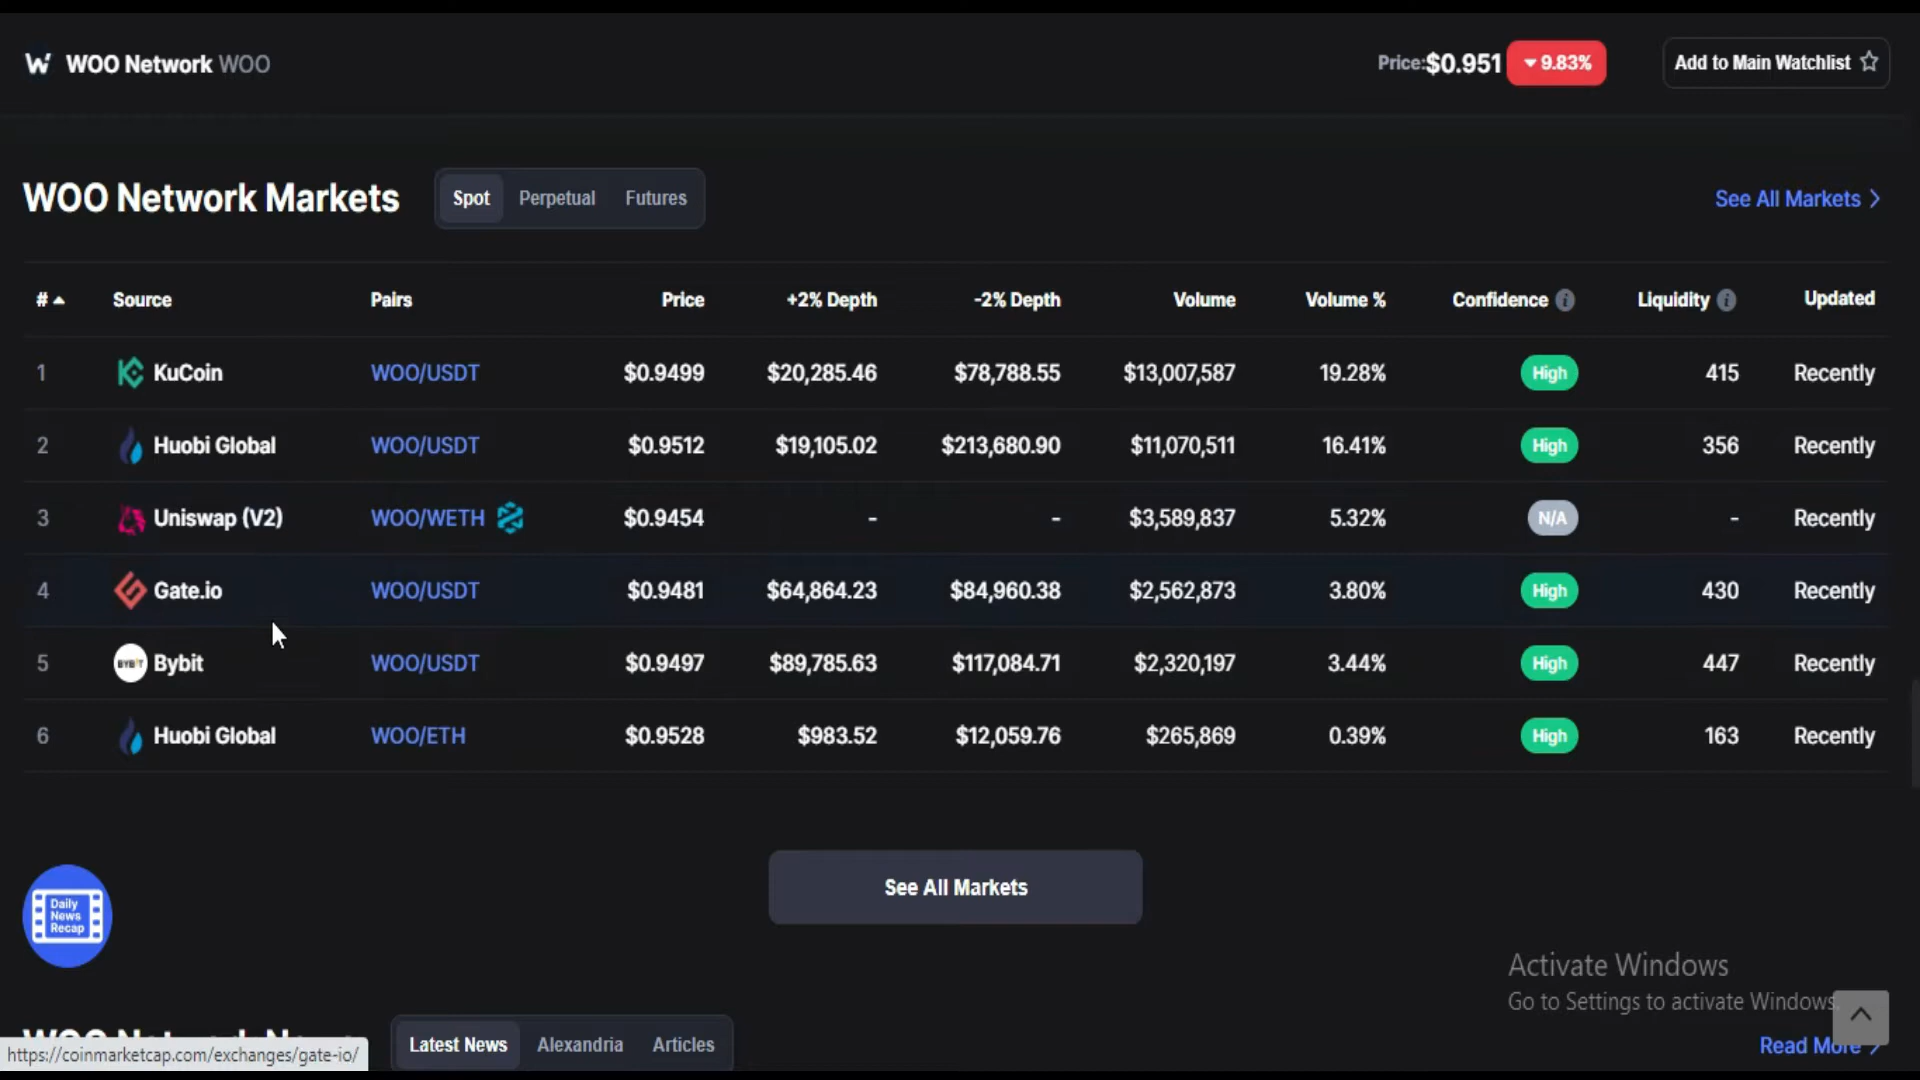 WOO Network WOO
Price:$0.951 9.83% Add to Main Watchlist
WOO Network Markets Spot Perpetual Futures See All Markets
# Source Pairs Price +2% Depth -2% Depth Volume Volume % Confidence Liquidity Updated
1 KuCoin WOO/USDT $0.9499 $20,285.46 $78,788.55 $13,007,587 19.28% High 415 Recently
2 Huobi Global WOO/USDT $0.9512 $19,105.02 $213,680.90 $11,070,511 16.41% High 356 Recently
3 Uniswap (V2) WOO/WETH $0.9454 - - $3,589,837 5.32% N/A - Recently
4 Gate.io WOO/USDT $0.9481 $64,864.23 $84,960.38 $2,562,873 3.80% High 430 Recently
5 BYBIT Bybit WOO/USDT $0.9497 $89,785.63 $117,084.71 $2,320,197 3.44% High 447 Recently
6 Huobi Global WOO/ETH $0.9528 $983.52 $12,059.76 $265,869 0.39% High 163 Recently
See All Markets
Daily
News
Recap
Activate Windows
Go to Settings to activate Windows.
WOO Network News Latest News Alexandria Articles Read More
https://coinmarketcap.com/exchanges/gate-io/